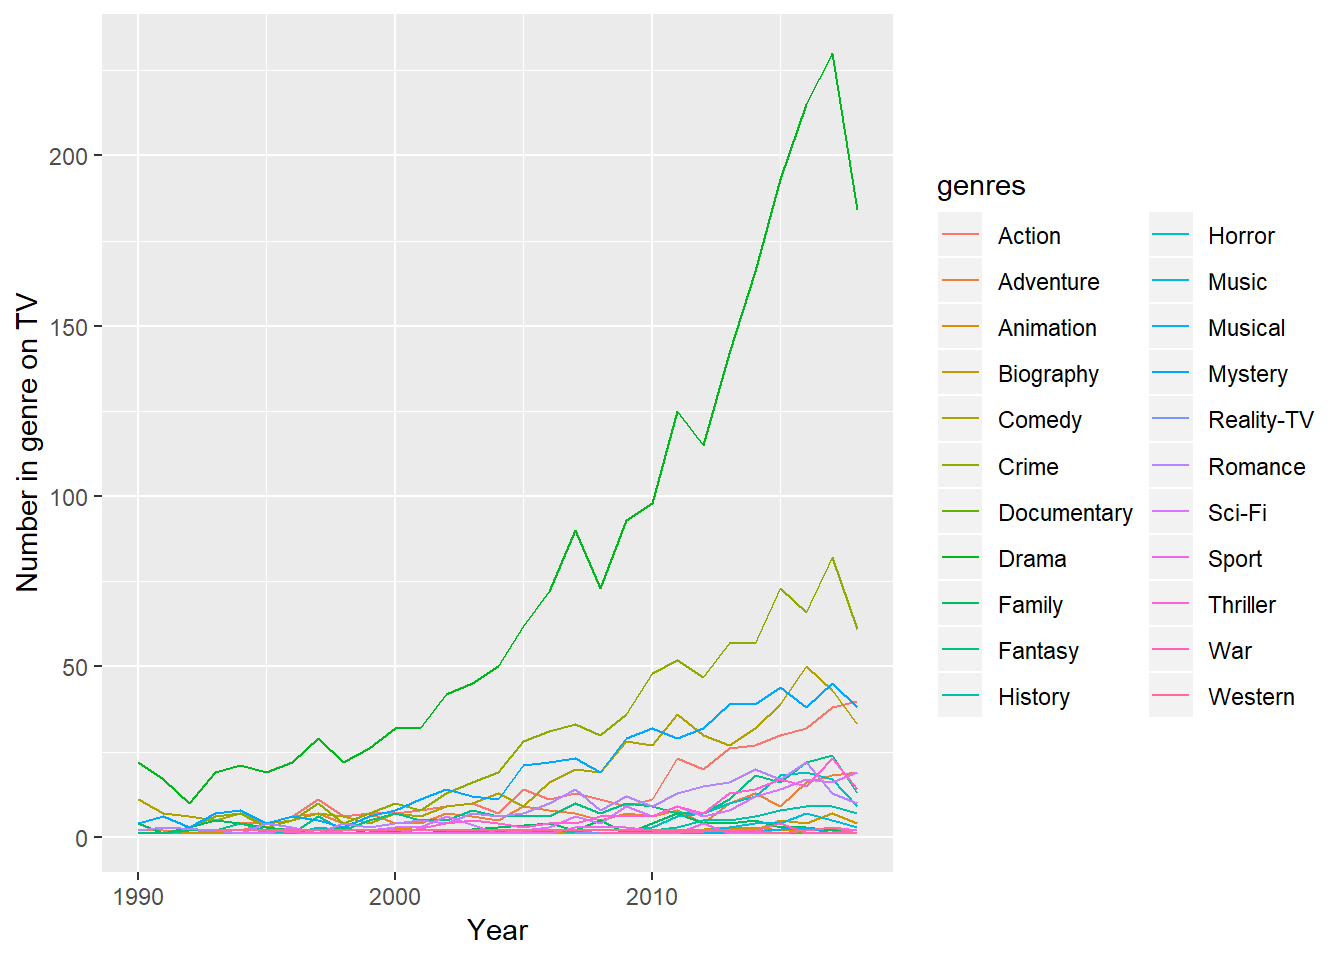 Number in genre on TV
200
150
100
50
0
1990
2000
2010
Year
genres
Action
Adventure
Animation
Biography
Comedy
Crime
Documentary
Drama
Family
Fantasy
History
Horror
Music
Musical
Mystery
Reality-TV
Romance
Sci-Fi
Sport
Thriller
War
Western